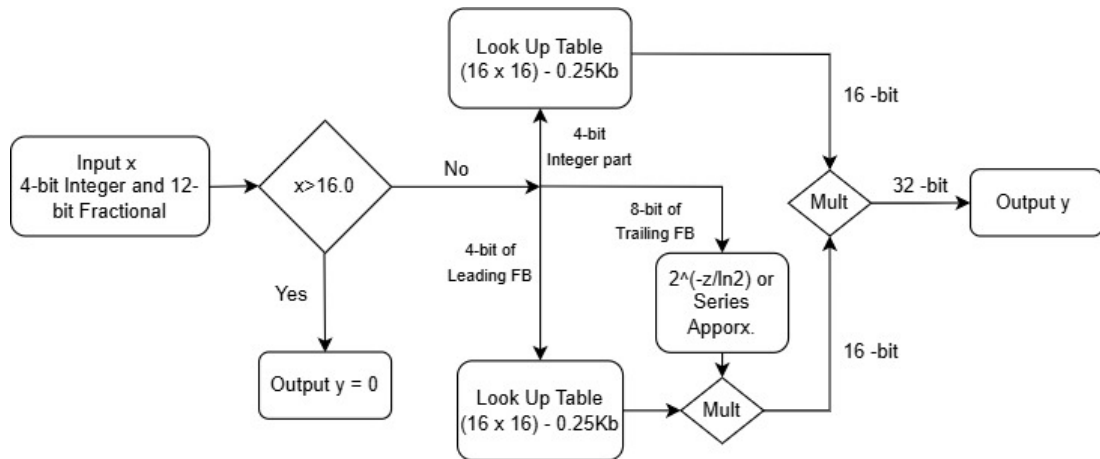 Look Up Table
(16 x 16) - 0.25Kb
16 -bit
4-bit
Integer part
Input x
4-bit Integer and 12-
bit Fractional
x>16.0
No
8-bit of
Trailing FB
Mult
32 -bit
Output y
4-bit of
Leading FB
2^(-z/ln2) or
Series
Apporx.
Yes
16 -bit
Output y = 0
Look Up Table
(16 x 16) - 0.25Kb
Mult